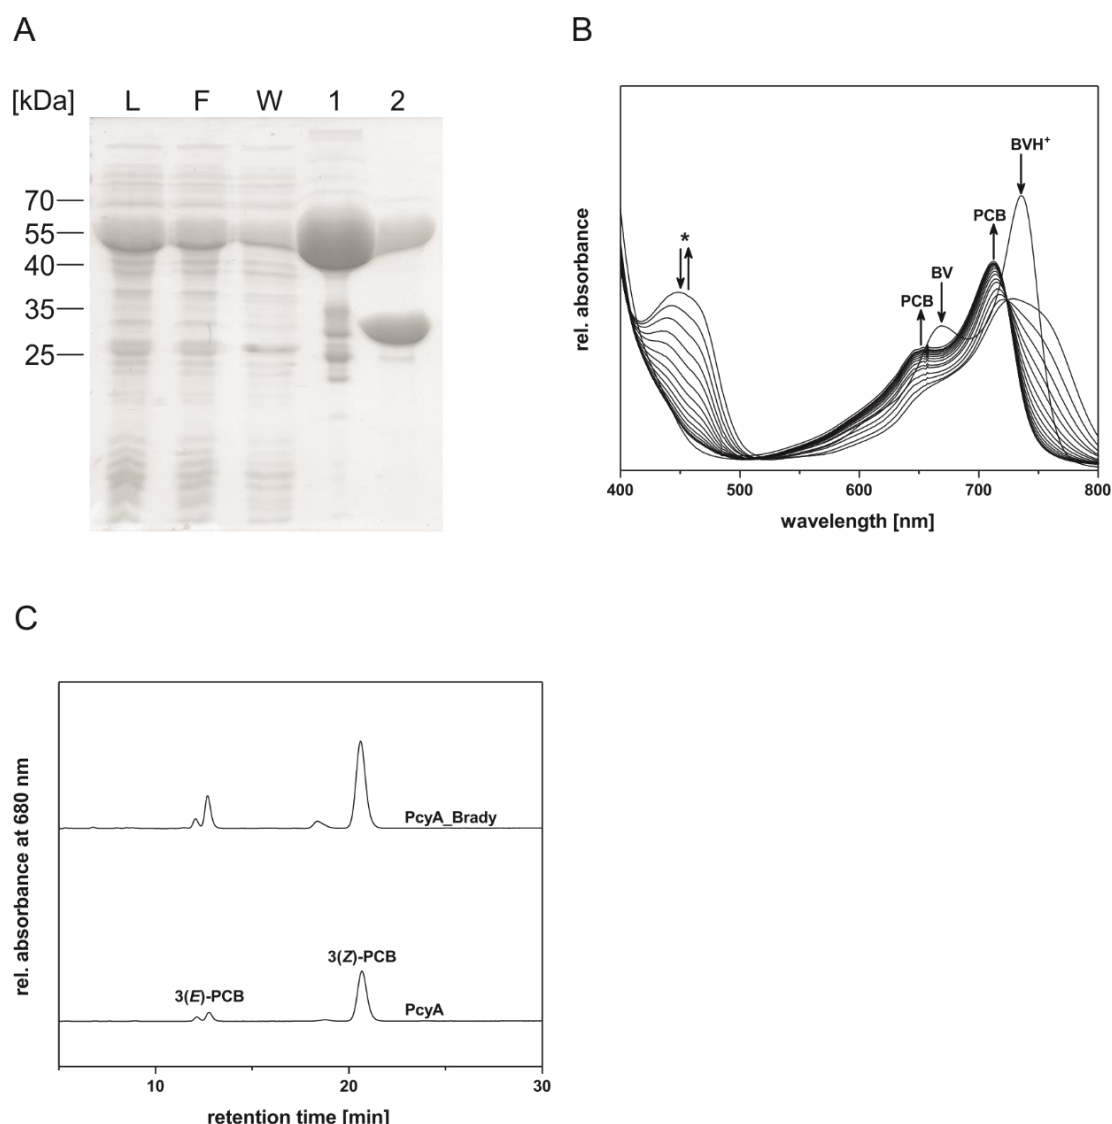 A
[kDa] L F W 1 2
70
55
40
35
25
B
rel. absorbance
*
PCB
BV
PCB
BVH+
400 500 600 700 800
wavelength [nm]
C
rel. absorbance at 680 nm
PcyA_Brady
3(E)-PCB
3(Z)-PCB
PcyA
10 20 30
retention time [min]